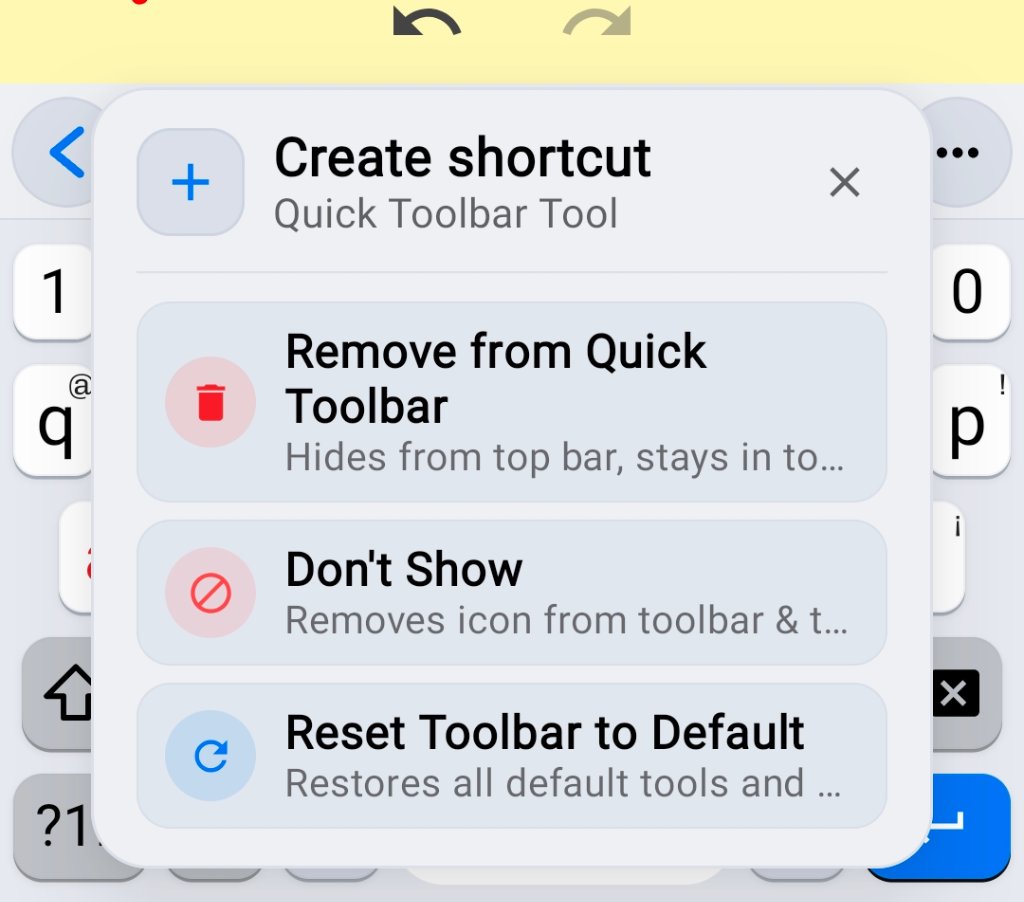 Create shortcut
Quick Toolbar Tool
1
0
Remove from Quick
Toolbar
Hides from top bar, stays in to...
@
q
!
p
Don't Show
Removes icon from toolbar & t...
¡
Reset Toolbar to Default
Restores all default tools and ...
?1